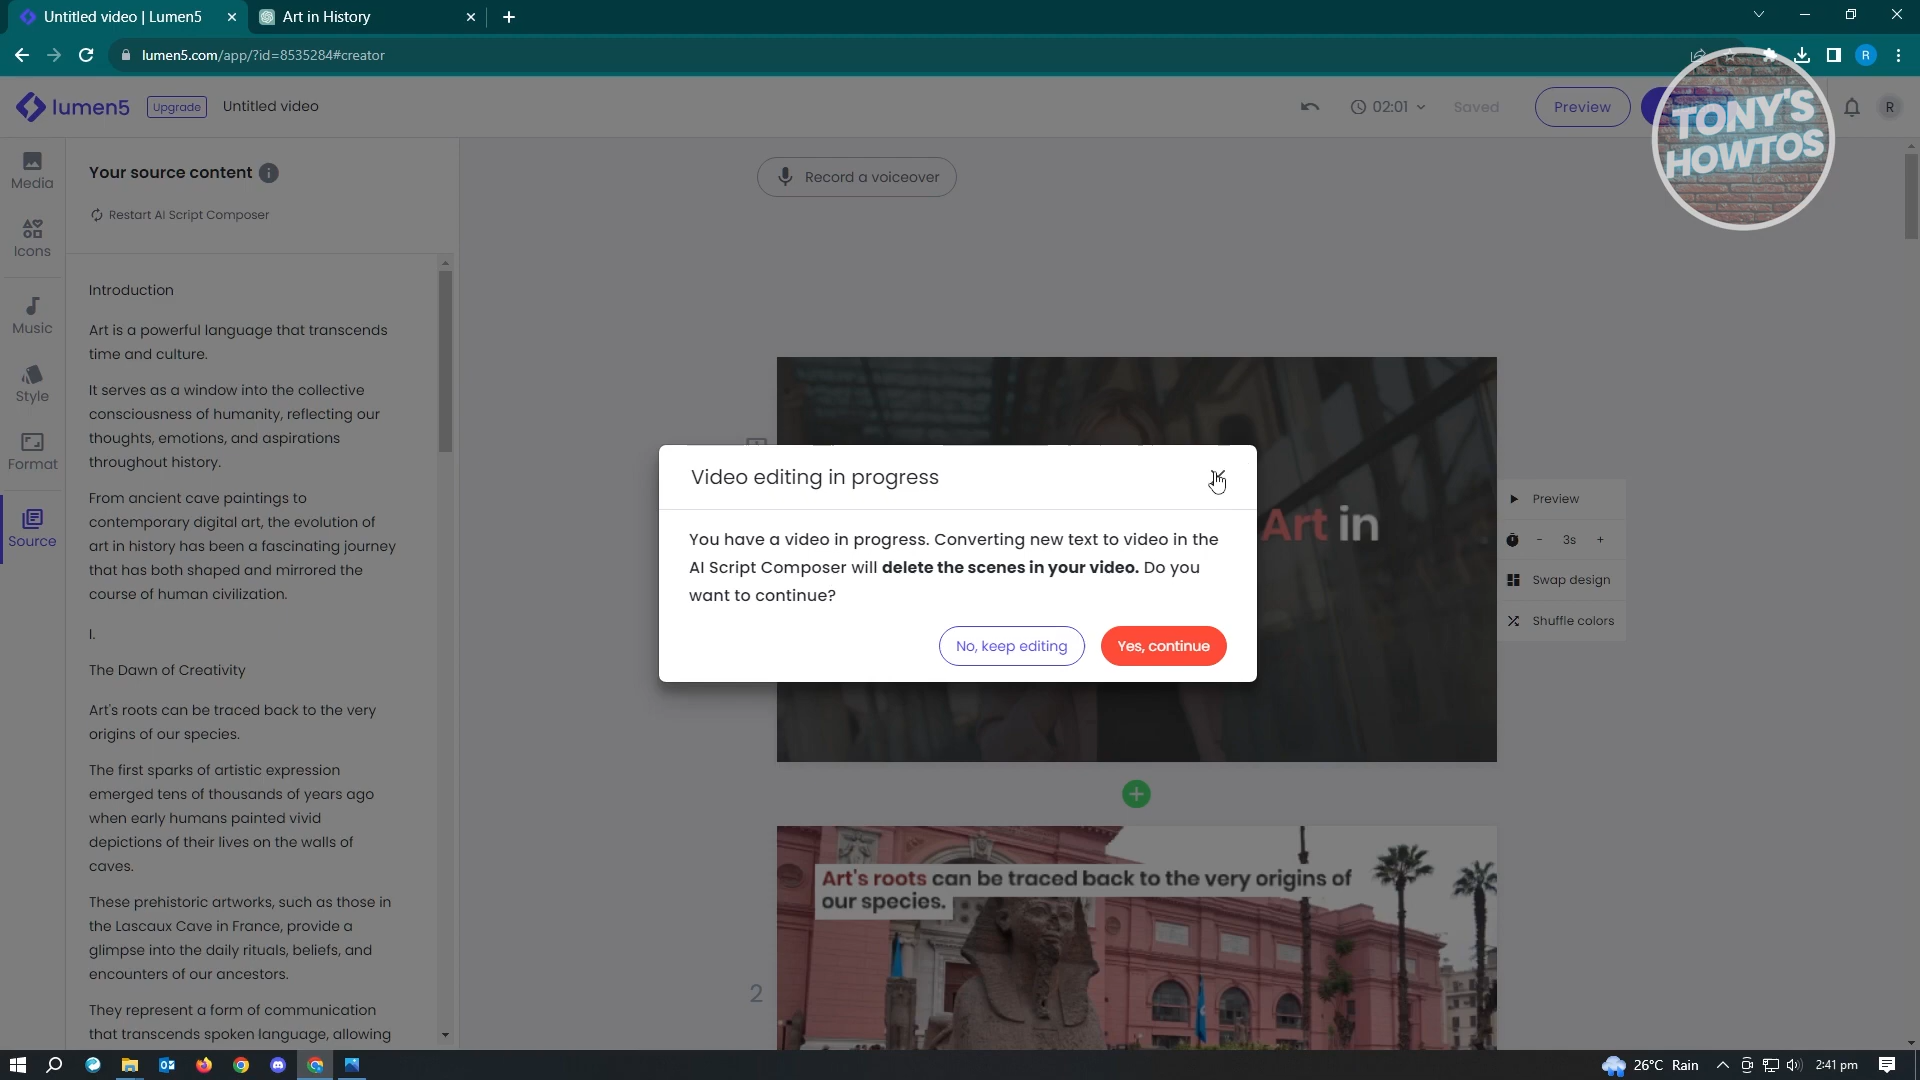 Untitled video | Lumen5
Art in History
lumen5.com/app/?id=8535284#creator
R
lumen5
Upgrade
Untitled video
02:01
Saved
Preview
R
TONY'S
HOWTOS
Media
Icons
Music
Style
Format
Source
Your source content
Restart AI Script Composer
Introduction
Art is a powerful language that transcends
time and culture.
It serves as a window into the collective
consciousness of humanity, reflecting our
thoughts, emotions, and aspirations
throughout history.
From ancient cave paintings to
contemporary digital art, the evolution of
art in history has been a fascinating journey
that has both shaped and mirrored the
course of human civilization.
I.
The Dawn of Creativity
Art's roots can be traced back to the very
origins of our species.
The first sparks of artistic expression
emerged tens of thousands of years ago
when early humans painted vivid
depictions of their lives on the walls of
caves.
These prehistoric artworks, such as those in
the Lascaux Cave in France, provide a
glimpse into the daily rituals, beliefs, and
encounters of our ancestors.
They represent a form of communication
that transcends spoken language, allowing
Record a voiceover
Art in
Video editing in progress
You have a video in progress. Converting new text to video in the
AI Script Composer will delete the scenes in your video. Do you
want to continue?
No, keep editing
Yes, continue
Preview
- 3s +
Swap design
Shuffle colors
2
Art's roots can be traced back to the very origins of
our species.
26°C Rain
2:41 pm